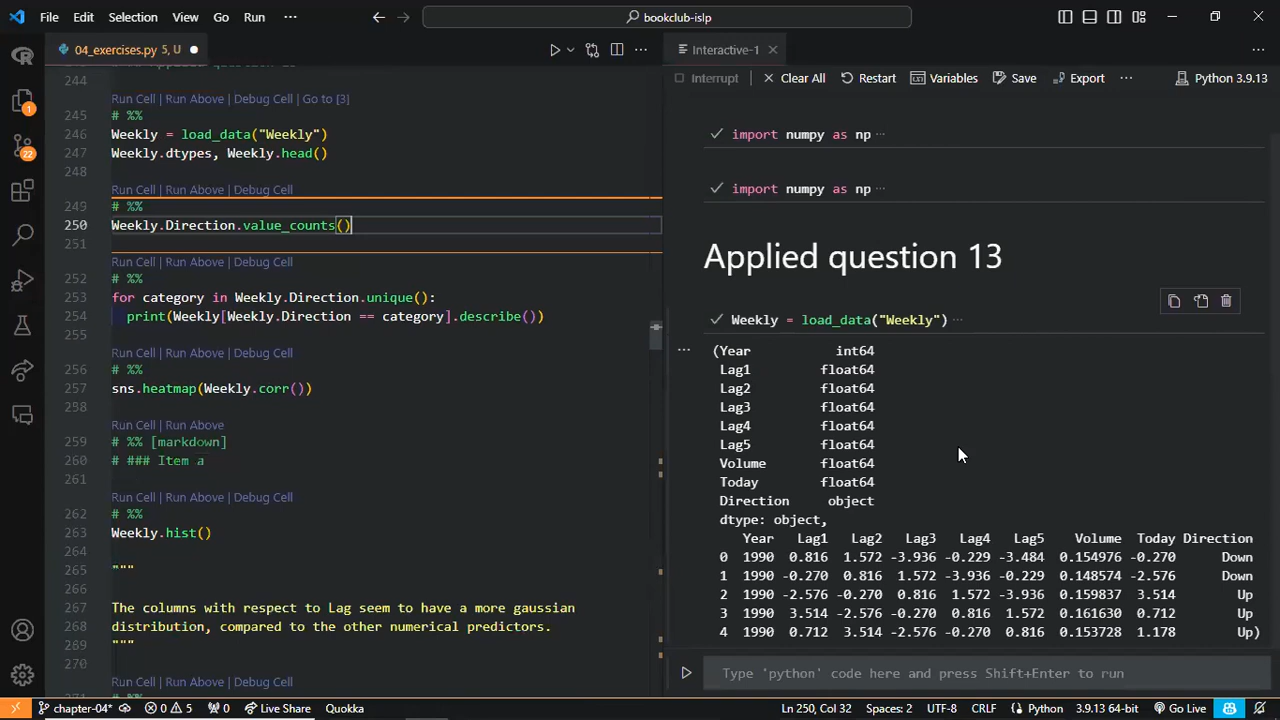 File Edit Selection View Go Run ··· bookclub-islp
04_exercises.py 5, U
Interactive-1
Interrupt Clear All Restart Variables Save Export ··· Python 3.9.13
244
Run Cell | Run Above | Debug Cell | Go to [3]
245 # %%
246 Weekly = load_data("Weekly")
247 Weekly.dtypes, Weekly.head()
248
Run Cell | Run Above | Debug Cell
249 # %%
250 Weekly.Direction.value_counts()
251
Run Cell | Run Above | Debug Cell
252 # %%
253 for category in Weekly.Direction.unique():
254 print(Weekly[Weekly.Direction == category].describe())
255
Run Cell | Run Above | Debug Cell
256 # %%
257 sns.heatmap(Weekly.corr())
258
Run Cell | Run Above
259 # %% [markdown]
260 # ### Item a
261
Run Cell | Run Above | Debug Cell
262 # %%
263 Weekly.hist()
264
265 """
266
267 The columns with respect to Lag seem to have a more gaussian
268 distribution, compared to the other numerical predictors.
269 """
270
Run Cell | Run Above | Debug Cell
import numpy as np ···
import numpy as np ···
Applied question 13
Weekly = load_data("Weekly") ···
(Year int64
Lag1 float64
Lag2 float64
Lag3 float64
Lag4 float64
Lag5 float64
Volume float64
Today float64
Direction object
dtype: object,
Year Lag1 Lag2 Lag3 Lag4 Lag5 Volume Today Direction
0 1990 0.816 1.572 -3.936 -0.229 -3.484 0.154976 -0.270 Down
1 1990 -0.270 0.816 1.572 -3.936 -0.229 0.148574 -2.576 Down
2 1990 -2.576 -0.270 0.816 1.572 -3.936 0.159837 3.514 Up
3 1990 3.514 -2.576 -0.270 0.816 1.572 0.161630 0.712 Up
4 1990 0.712 3.514 -2.576 -0.270 0.816 0.153728 1.178 Up)
Type 'python' code here and press Shift+Enter to run
1
22
chapter-04* 0 5 0 Live Share Quokka Ln 250, Col 32 Spaces: 2 UTF-8 CRLF Python 3.9.13 64-bit Go Live